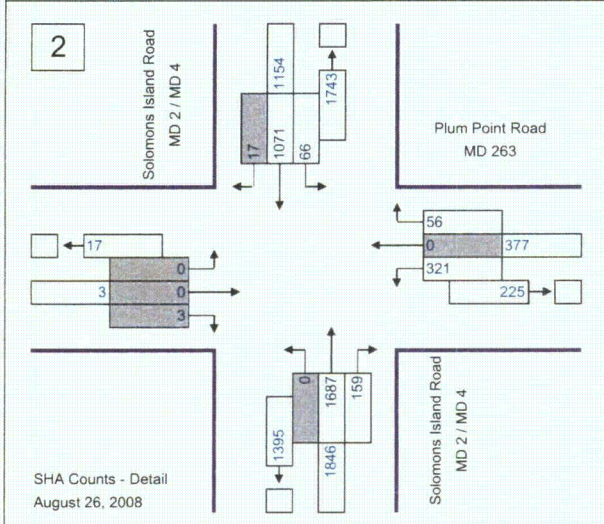 2
Solomons Island Road
MD 2 / MD 4
1154
1743
17
1071
66
Plum Point Road
MD 263
17
0
3
0
3
56
0
377
321
225
0
1687
159
1395
1846
Solomons Island Road
MD 2 / MD 4
SHA Counts - Detail
August 26, 2008